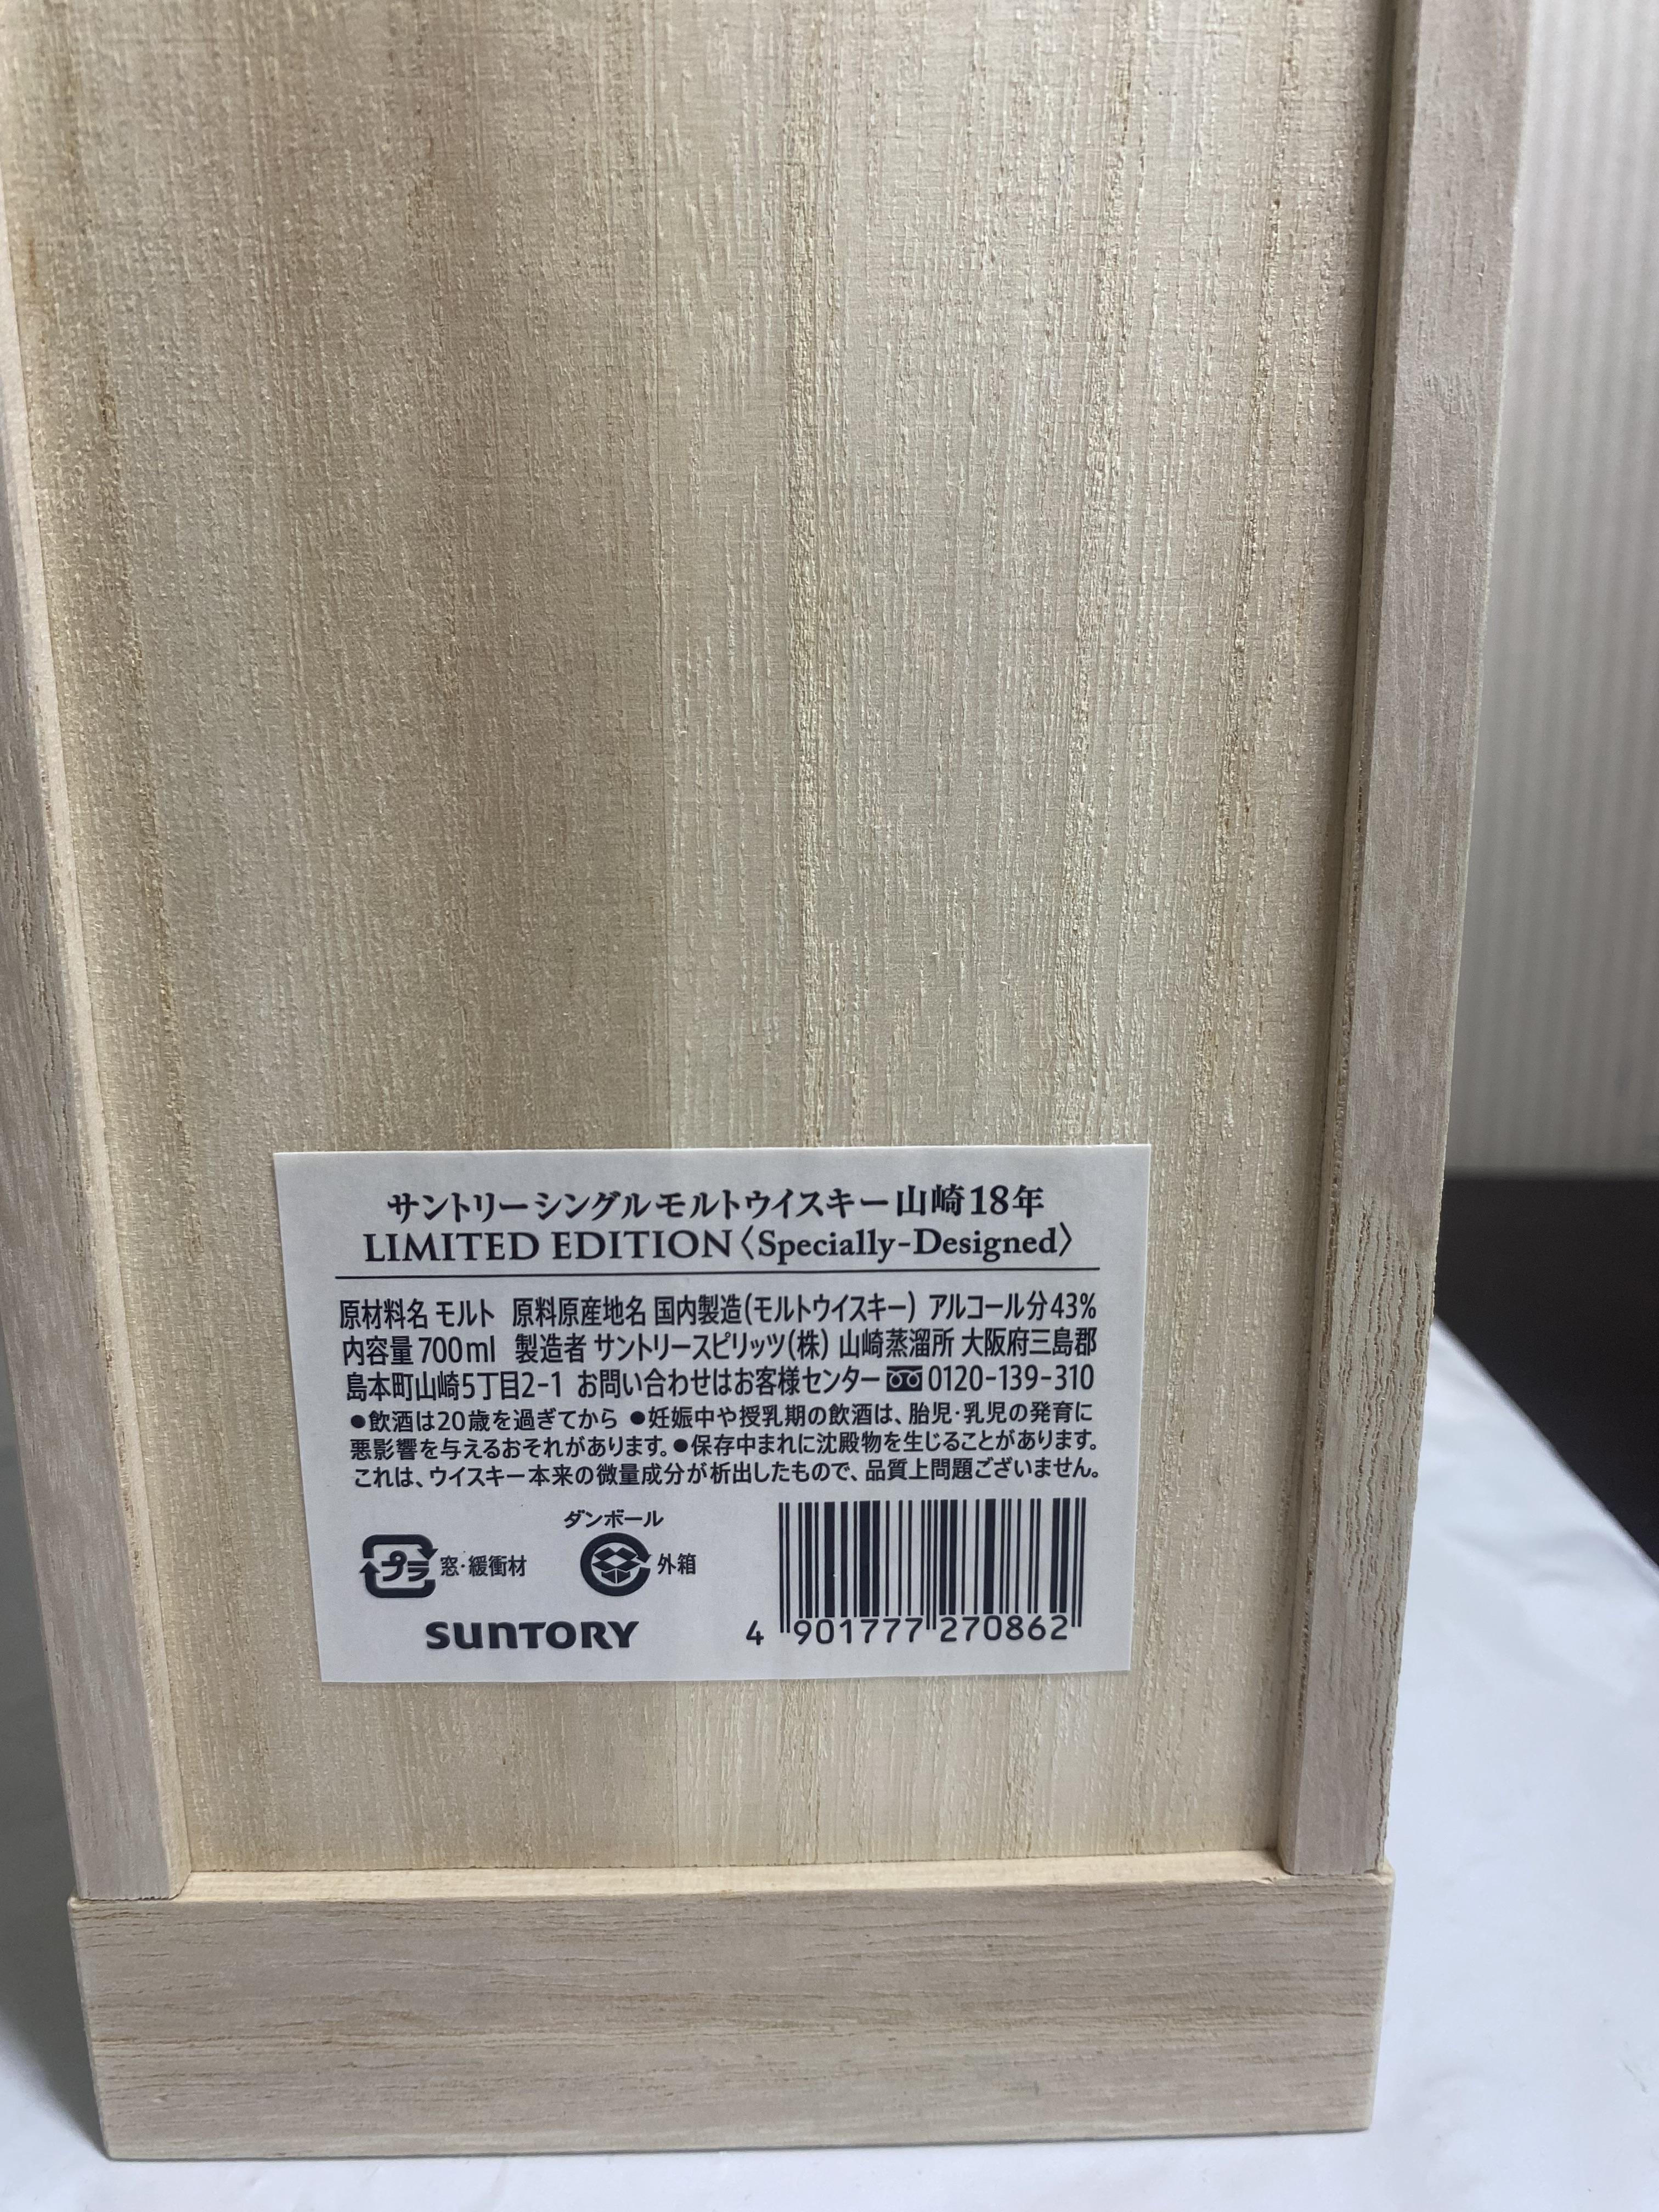 サントリーシングルモルトウイスキー山崎18年
LIMITED EDITION〈Specially-Designed〉
原材料名 モルト 原料原産地名 国内製造(モルトウイスキー) アルコール分43%
内容量700ml 製造者 サントリースピリッツ(株) 山崎蒸溜所 大阪府三島郡
島本町山崎5丁目2-1 お問い合わせはお客様センター 0120-139-310
●飲酒は20歳を過ぎてから ●妊娠中や授乳期の飲酒は、胎児・乳児の発育に
悪影響を与えるおそれがあります。●保存中まれに沈殿物を生じることがあります。
これは、ウイスキー本来の微量成分が析出したもので、品質上問題ございません。
ダンボール
プラ 窓・緩衝材 外箱
SUNTORY
4 901777 270862